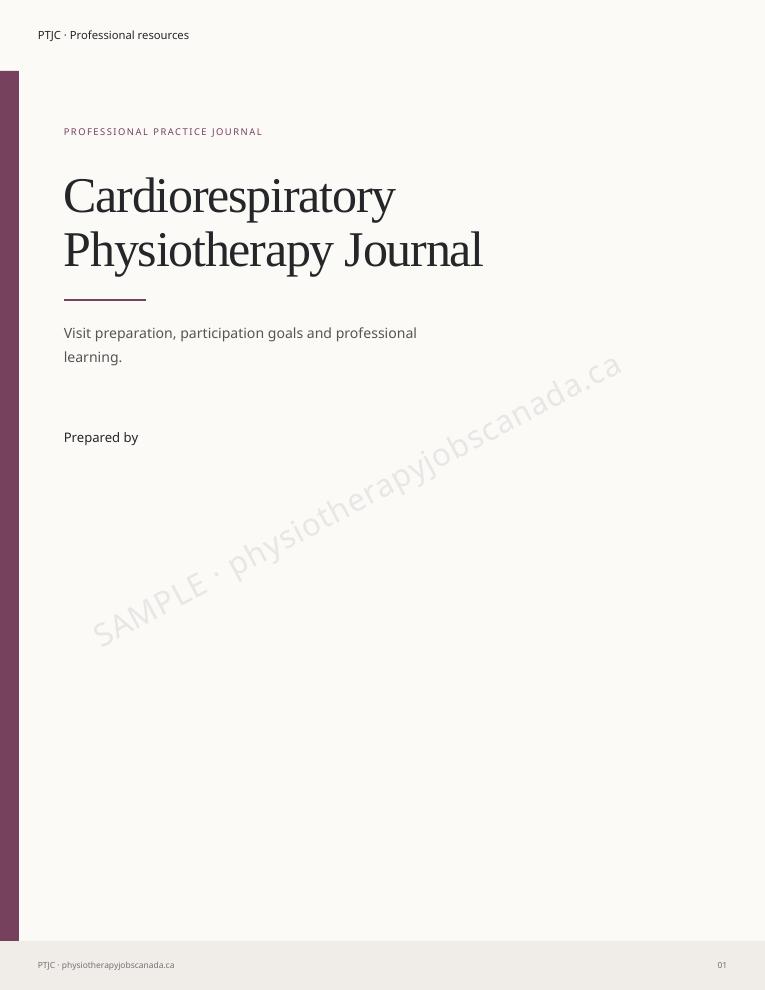 PTJC · Professional resources
PROFESSIONAL PRACTICE JOURNAL
Cardiorespiratory
Physiotherapy Journal
Visit preparation, participation goals and professional
learning.
Prepared by
SAMPLE · physiotherapyjobscanada.ca
PTJC · physiotherapyjobscanada.ca
01